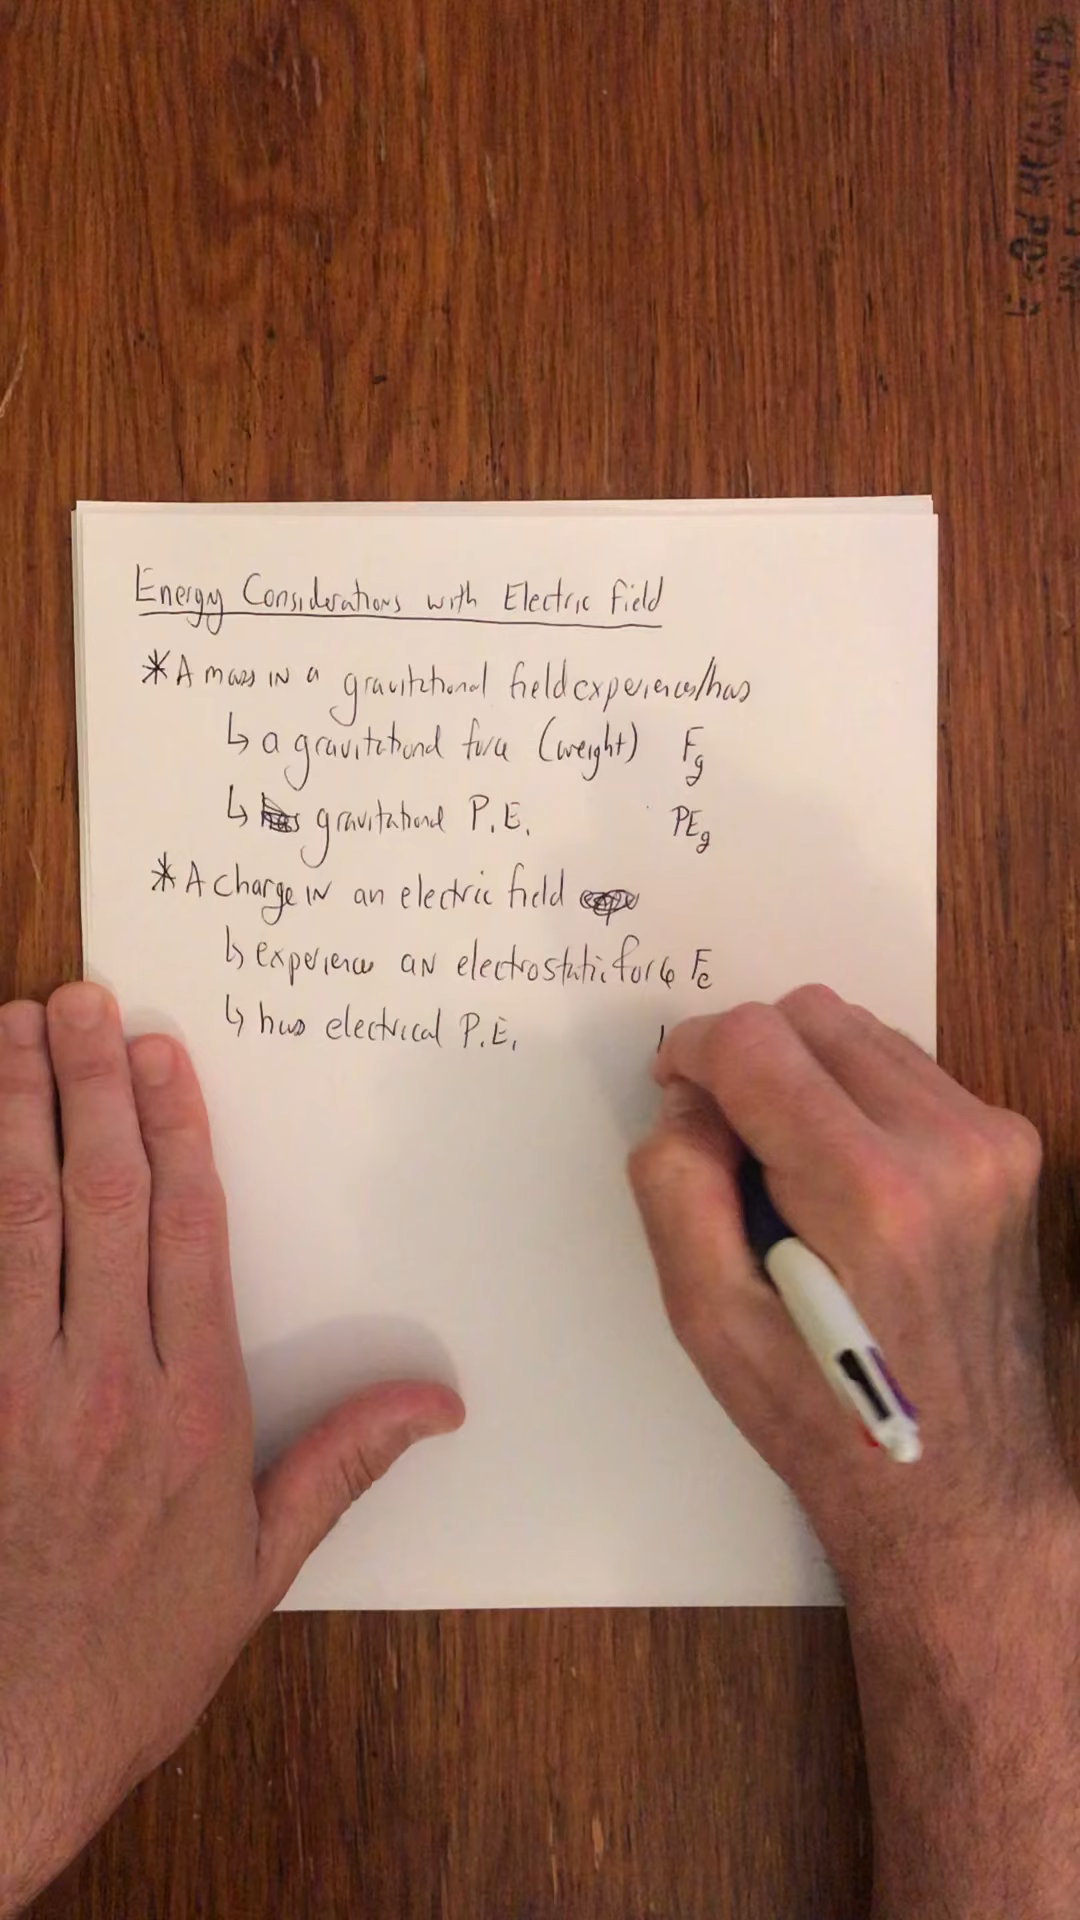 Energy Considerations with Electric Field
*A mass in a gravitational field experiences/has
↳ a gravitational force (weight) Fg
↳ gravitational P.E. PEg
*A charge in an electric field
↳ experiences an electrostatic force Fe
↳ has electrical P.E.